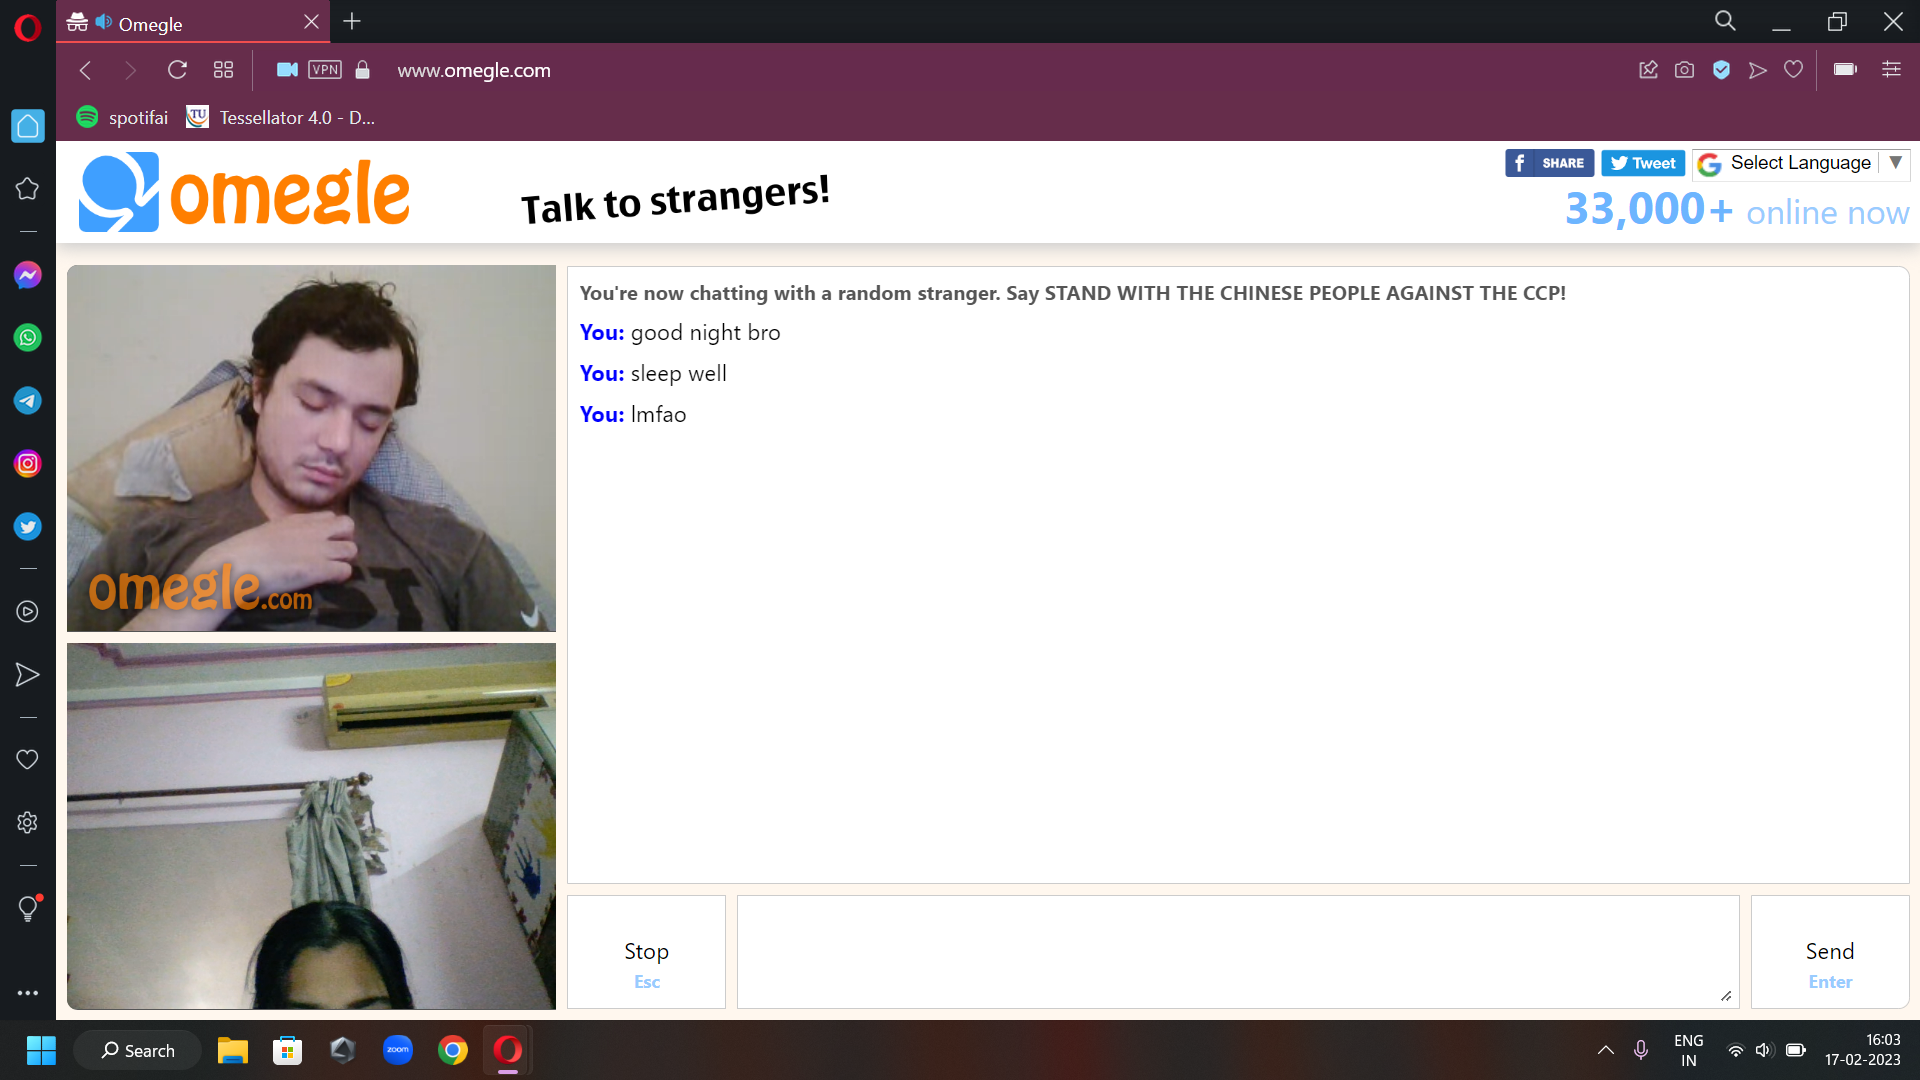 Omegle
VPN
www.omegle.com
spotifai
TU
Tessellator 4.0 - D...
omegle
Talk to strangers!
f SHARE
Tweet
G Select Language ▼
33,000+ online now
You're now chatting with a random stranger. Say STAND WITH THE CHINESE PEOPLE AGAINST THE CCP!
You: good night bro
You: sleep well
You: lmfao
omegle.com
Stop
Esc
Send
Enter
Search
zoom
ENG
IN
16:03
17-02-2023